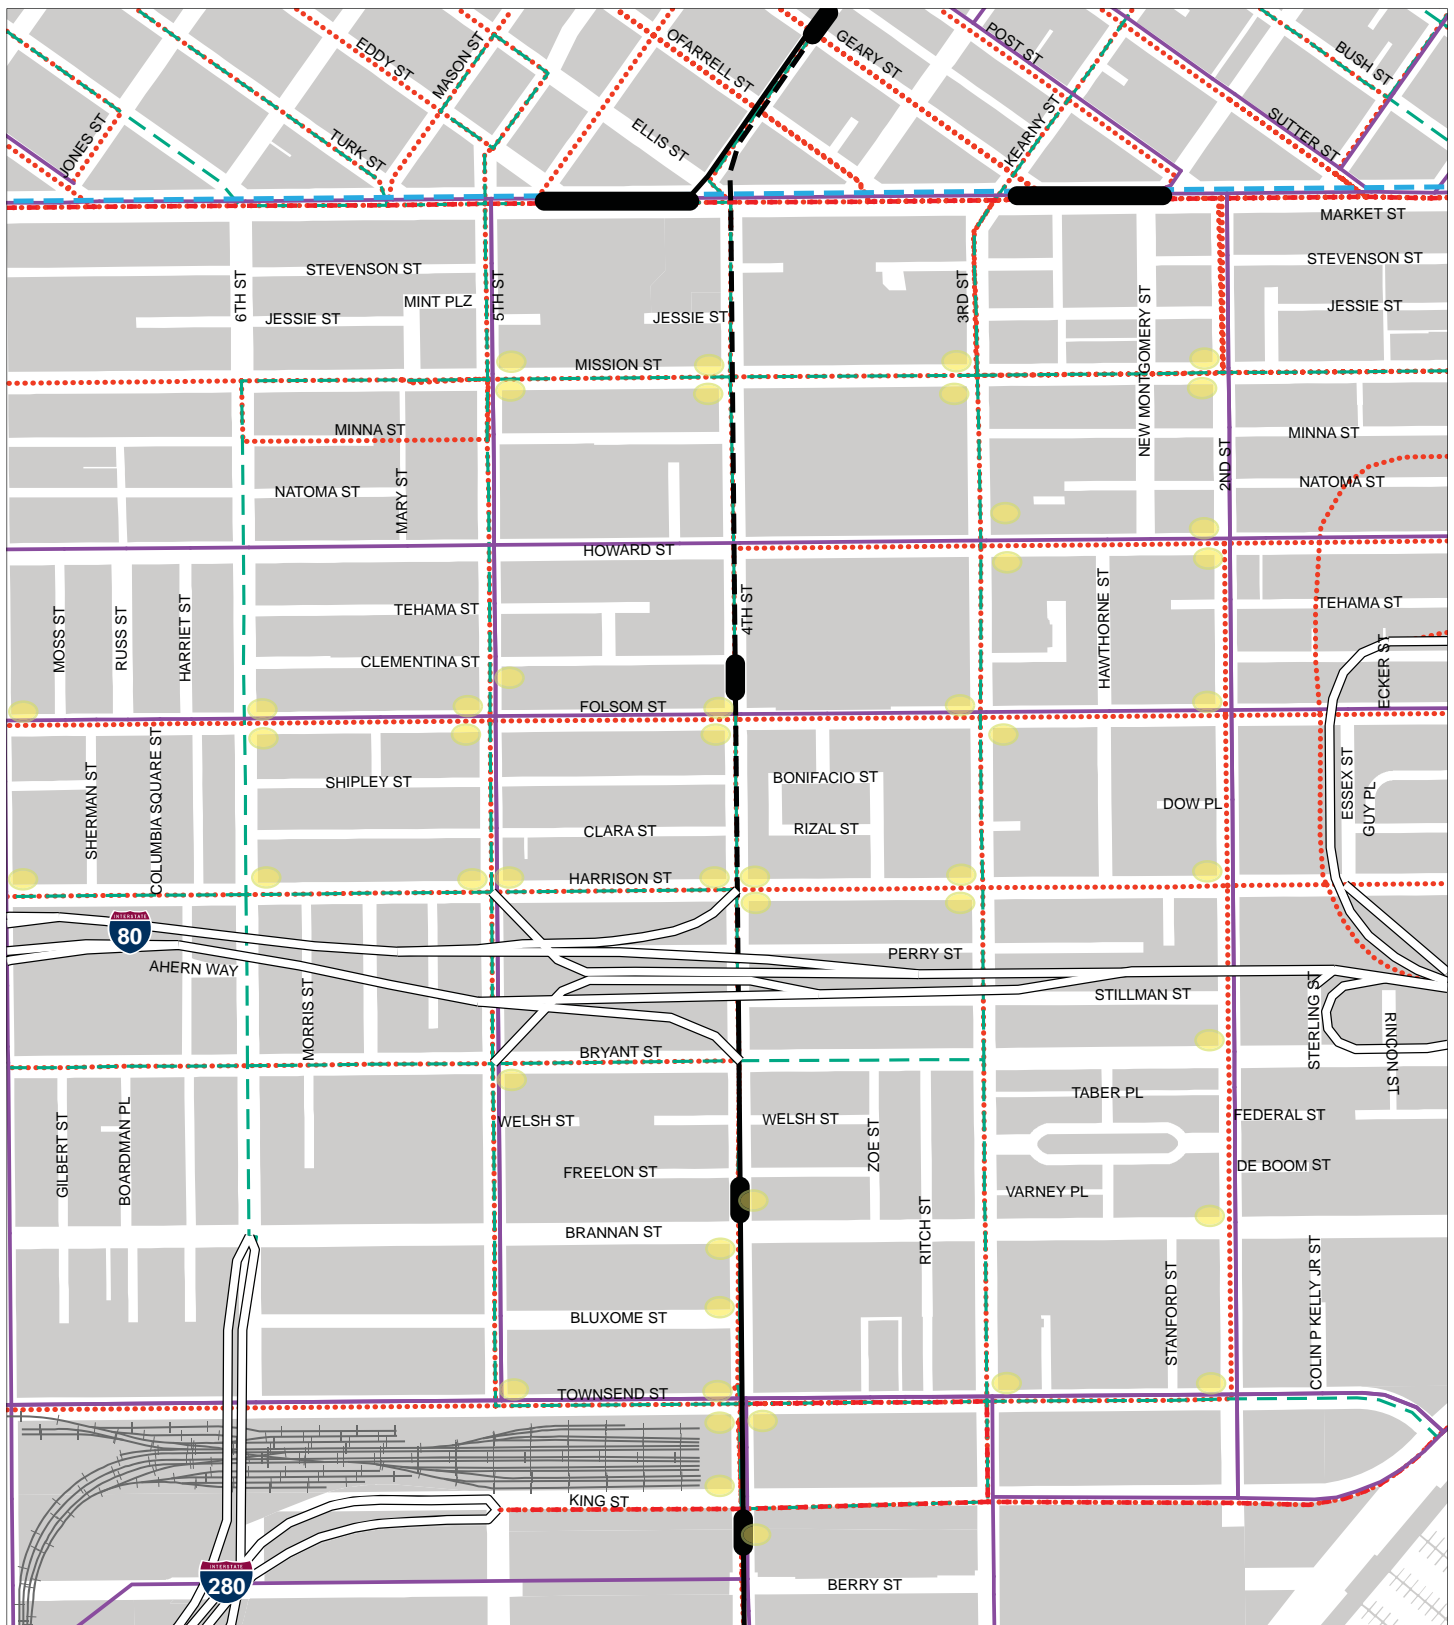 EDDY ST
MASON ST
OFARRELL ST
GEARY ST
POST ST
BUSH ST
JONES ST
TURK ST
ELLIS ST
KEARNY ST
SUTTER ST
MARKET ST
STEVENSON ST
STEVENSON ST
6TH ST
MINT PLZ
5TH ST
3RD ST
NEW MONTGOMERY ST
JESSIE ST
JESSIE ST
JESSIE ST
MISSION ST
MINNA ST
MINNA ST
NATOMA ST
MARY ST
2ND ST
NATOMA ST
HOWARD ST
MOSS ST
RUSS ST
HARRIET ST
TEHAMA ST
4TH ST
HAWTHORNE ST
TEHAMA ST
CLEMENTINA ST
ECKER ST
FOLSOM ST
SHERMAN ST
COLUMBIA SQUARE ST
SHIPLEY ST
BONIFACIO ST
DOW PL
ESSEX ST
GUY PL
CLARA ST
RIZAL ST
HARRISON ST
INTERSTATE
80
AHERN WAY
PERRY ST
MORRIS ST
STILLMAN ST
STERLING ST
RINCON ST
BRYANT ST
TABER PL
GILBERT ST
BOARDMAN PL
WELSH ST
WELSH ST
ZOE ST
FEDERAL ST
FREELON ST
DE BOOM ST
VARNEY PL
BRANNAN ST
RITCH ST
STANFORD ST
COLIN P KELLY JR ST
BLUXOME ST
TOWNSEND ST
KING ST
INTERSTATE
280
BERRY ST